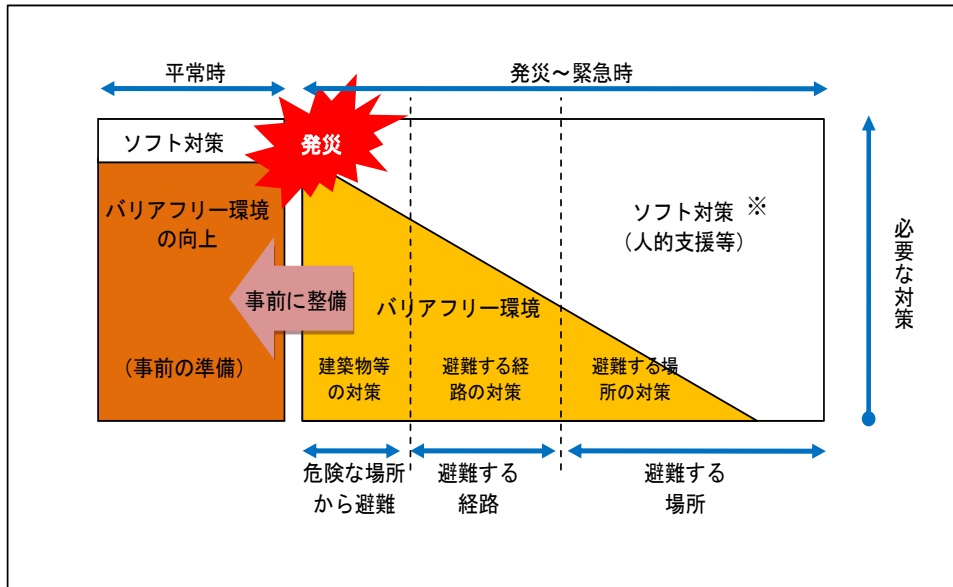 平常時
発災～緊急時
ソフト対策
発災
バリアフリー環境
の向上
ソフト対策 ※
（人的支援等）
必要な対策
事前に整備
バリアフリー環境
（事前の準備）
建築物等
の対策
避難する経
路の対策
避難する場
所の対策
危険な場所
から避難
避難する
経路
避難する
場所